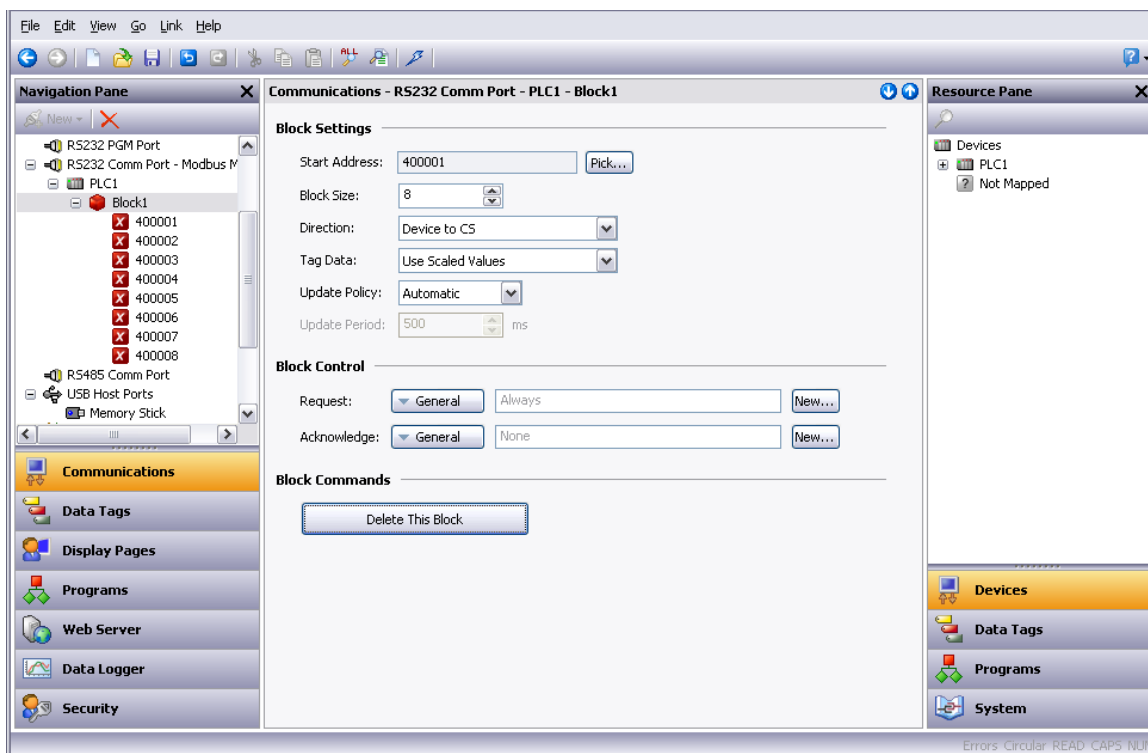 File Edit View Go Link Help
ALL
Navigation Pane
New
RS232 PGM Port
RS232 Comm Port - Modbus M
PLC1
Block1
400001
400002
400003
400004
400005
400006
400007
400008
RS485 Comm Port
USB Host Ports
Memory Stick
Communications
Data Tags
Display Pages
Programs
Web Server
Data Logger
Security
Communications - RS232 Comm Port - PLC1 - Block1
Block Settings
Start Address: 400001 Pick...
Block Size: 8
Direction: Device to CS
Tag Data: Use Scaled Values
Update Policy: Automatic
Update Period: 500 ms
Block Control
Request: General Always New...
Acknowledge: General None New...
Block Commands
Delete This Block
Resource Pane
Devices
PLC1
Not Mapped
Devices
Data Tags
Programs
System
Errors Circular READ CAPS NU